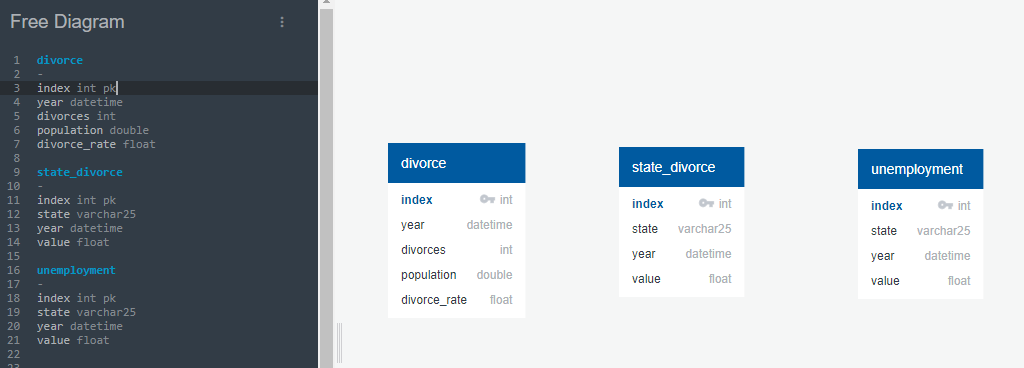 Free Diagram
1 divorce
2 -
3 index int pk
4 year datetime
5 divorces int
6 population double
7 divorce_rate float
8
9 state_divorce
10 -
11 index int pk
12 state varchar25
13 year datetime
14 value float
15
16 unemployment
17 -
18 index int pk
19 state varchar25
20 year datetime
21 value float
22
23
divorce
index int
year datetime
divorces int
population double
divorce_rate float
state_divorce
index int
state varchar25
year datetime
value float
unemployment
index int
state varchar25
year datetime
value float